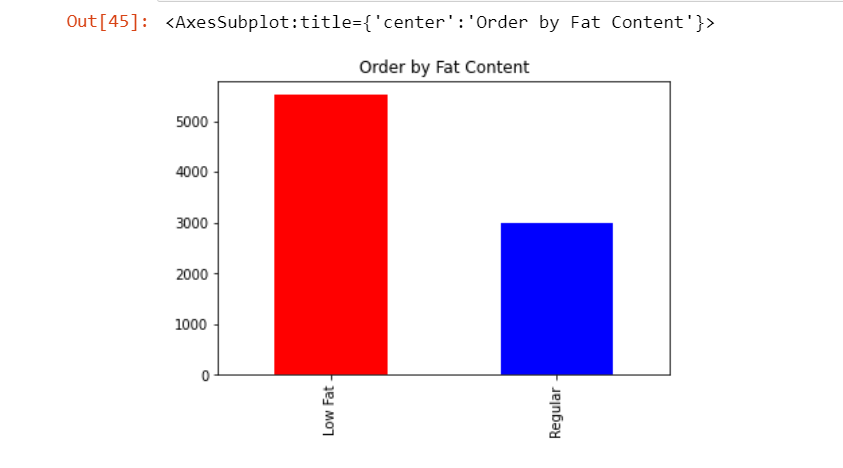 Out[45]: <AxesSubplot:title={'center':'Order by Fat Content'}>
Order by Fat Content
5000
4000
3000
2000
1000
0
Low Fat
Regular